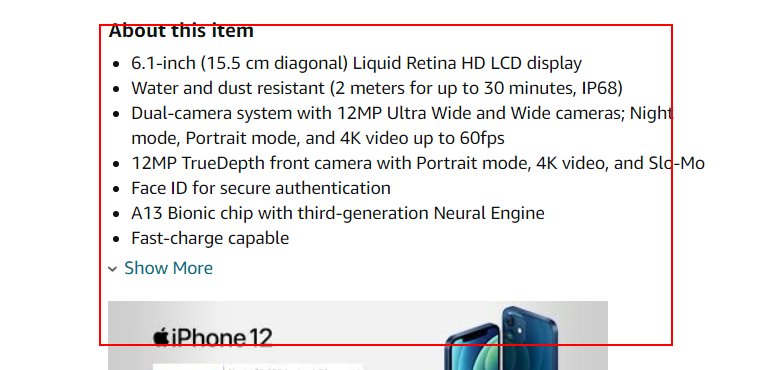 About this item
6.1-inch (15.5 cm diagonal) Liquid Retina HD LCD display
Water and dust resistant (2 meters for up to 30 minutes, IP68)
Dual-camera system with 12MP Ultra Wide and Wide cameras; Night
mode, Portrait mode, and 4K video up to 60fps
12MP TrueDepth front camera with Portrait mode, 4K video, and Slo-Mo
Face ID for secure authentication
A13 Bionic chip with third-generation Neural Engine
Fast-charge capable
Show More
iPhone 12